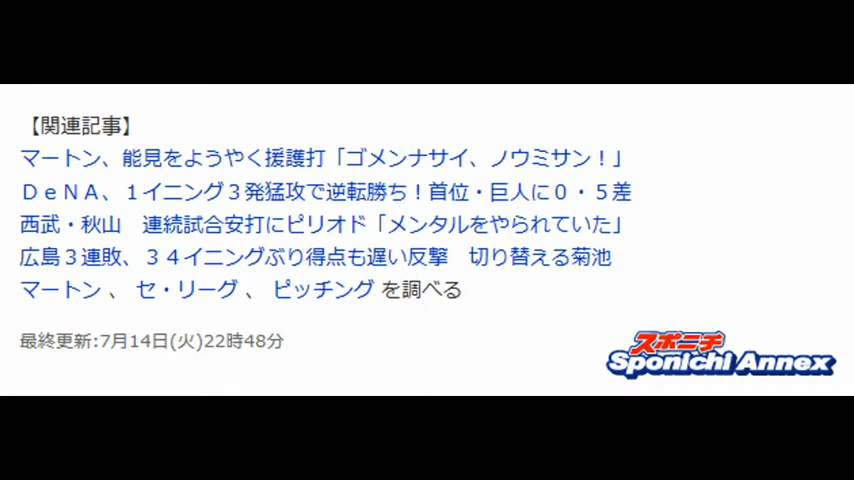 【関連記事】
マートン、能見をようやく援護打「ゴメンナサイ、ノウミサン！」
ＤｅＮＡ、１イニング３発猛攻で逆転勝ち！首位・巨人に０・５差
西武・秋山　連続試合安打にピリオド「メンタルをやられていた」
広島３連敗、３４イニングぶり得点も遅い反撃　切り替える菊池
マートン 、 セ・リーグ 、 ピッチング を調べる
最終更新:7月14日(火)22時48分
スポニチ
Sponichi Annex